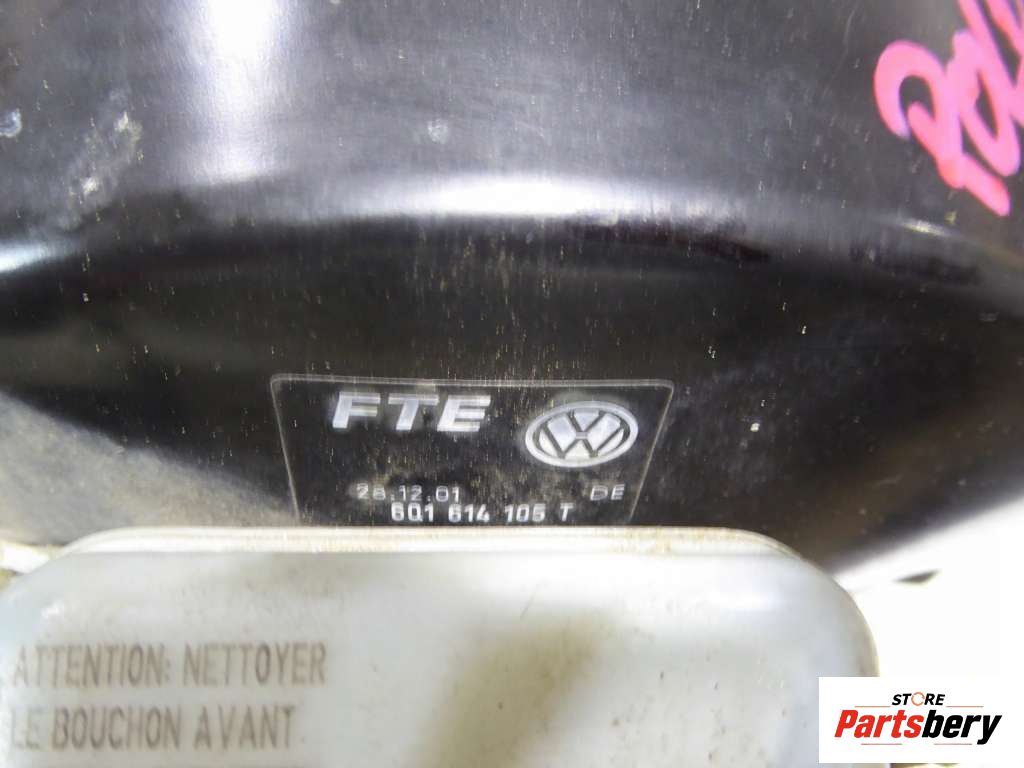 FTE
28.12.01 DE
6Q1 614 105 T
ATTENTION: NETTOYER
LE BOUCHON AVANT
STORE
Partsbery